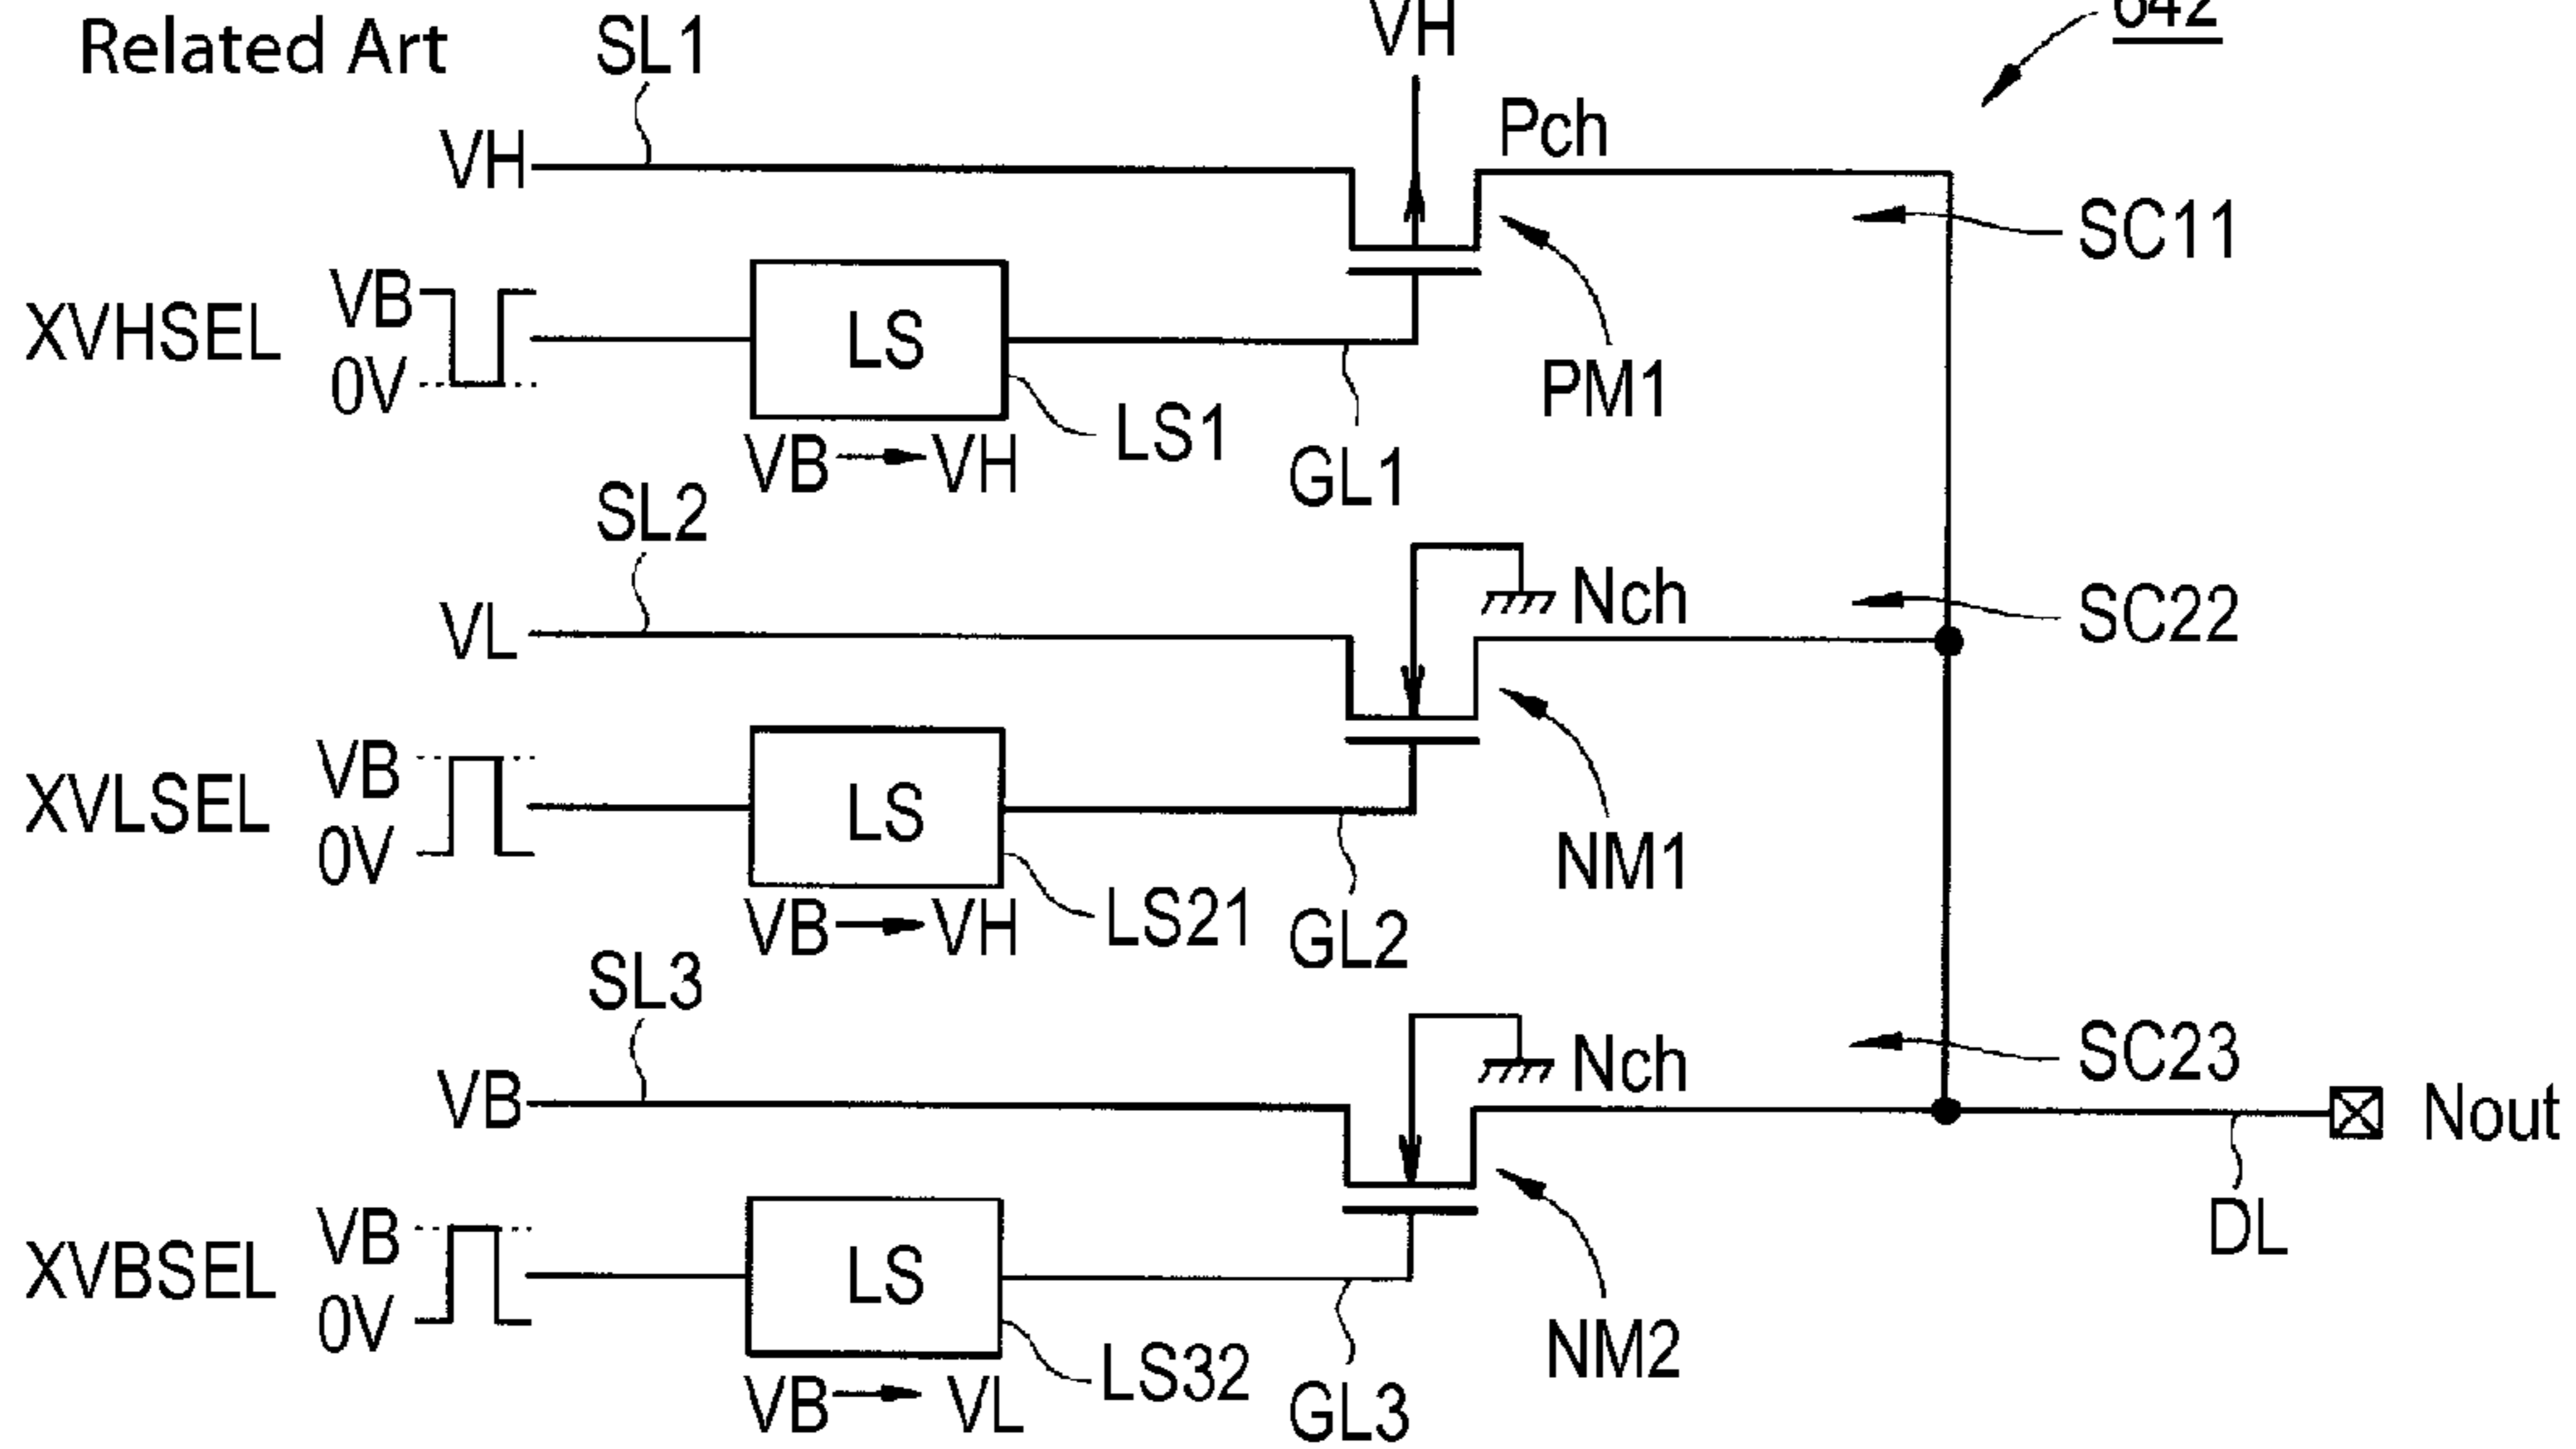 Related Art
SL1
VH
642
VH
Pch
SC11
XVHSEL
VB
0V
LS
PM1
LS1
VB → VH
GL1
SL2
Nch
SC22
VL
XVLSEL
VB
0V
LS
NM1
LS21
VB → VH
GL2
SL3
Nch
SC23
VB
Nout
DL
XVBSEL
VB
0V
LS
NM2
LS32
VB → VL
GL3